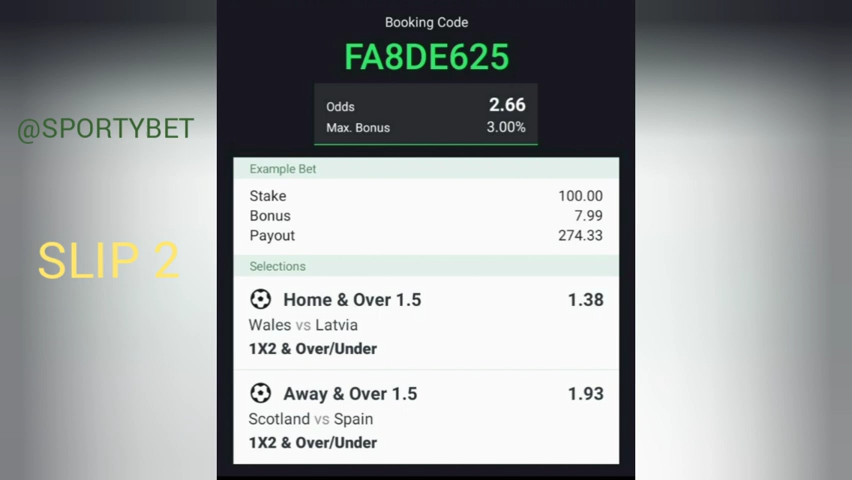 Booking Code
FA8DE625
Odds 2.66
Max. Bonus 3.00%
@SPORTYBET
SLIP 2
Example Bet
Stake 100.00
Bonus 7.99
Payout 274.33
Selections
Home & Over 1.5 1.38
Wales vs Latvia
1X2 & Over/Under
Away & Over 1.5 1.93
Scotland vs Spain
1X2 & Over/Under